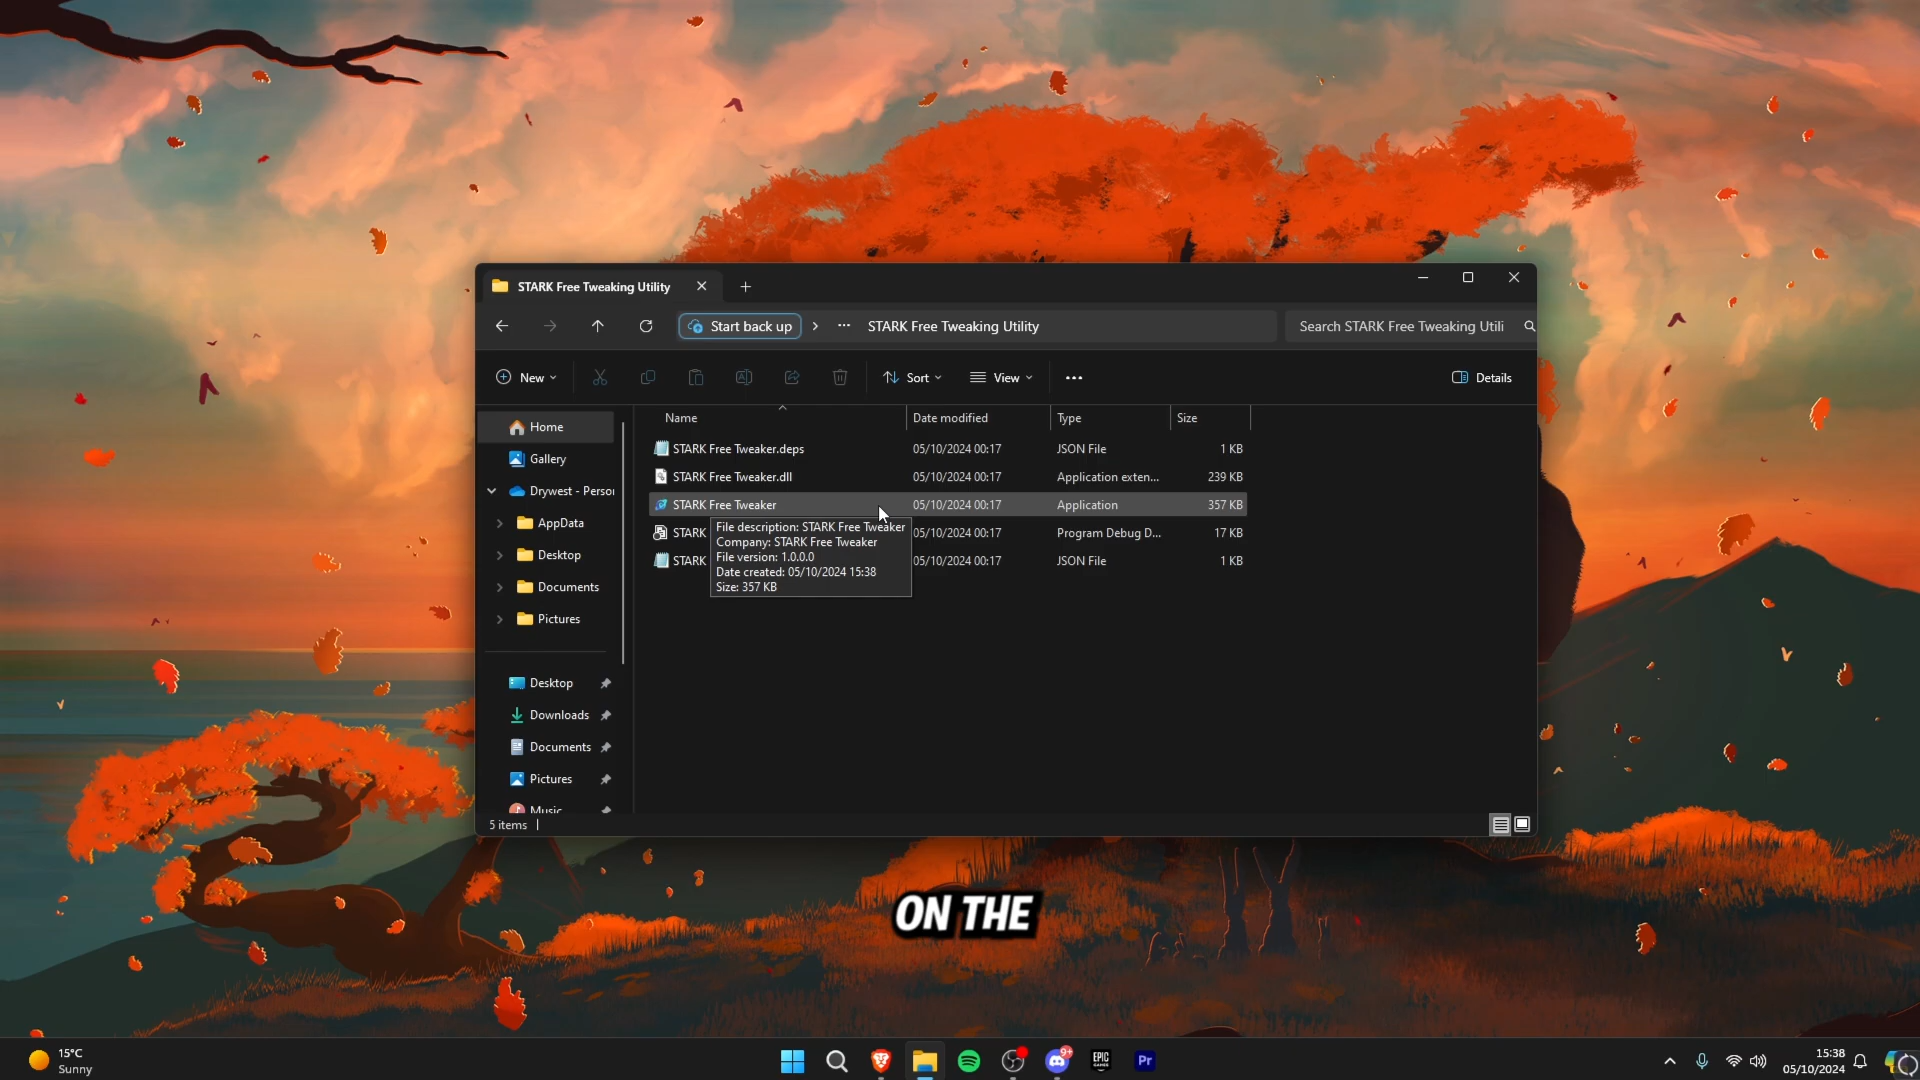 STARK Free Tweaking Utility
Start back up
STARK Free Tweaking Utility
Search STARK Free Tweaking Utili
New
Sort
View
Details
Name
Date modified
Type
Size
Home
Gallery
Drywest - Person
AppData
Desktop
Documents
Pictures
Desktop
Downloads
Documents
Pictures
Music
STARK Free Tweaker.deps 05/10/2024 00:17 JSON File 1 KB
STARK Free Tweaker.dll 05/10/2024 00:17 Application exten... 239 KB
STARK Free Tweaker 05/10/2024 00:17 Application 357 KB
STARK 05/10/2024 00:17 Program Debug D... 17 KB
STARK 05/10/2024 00:17 JSON File 1 KB
File description: STARK Free Tweaker
Company: STARK Free Tweaker
File version: 1.0.0.0
Date created: 05/10/2024 15:38
Size: 357 KB
5 items
ON THE
15°C
Sunny
9+
EPIC
GAMES
Pr
15:38
05/10/2024